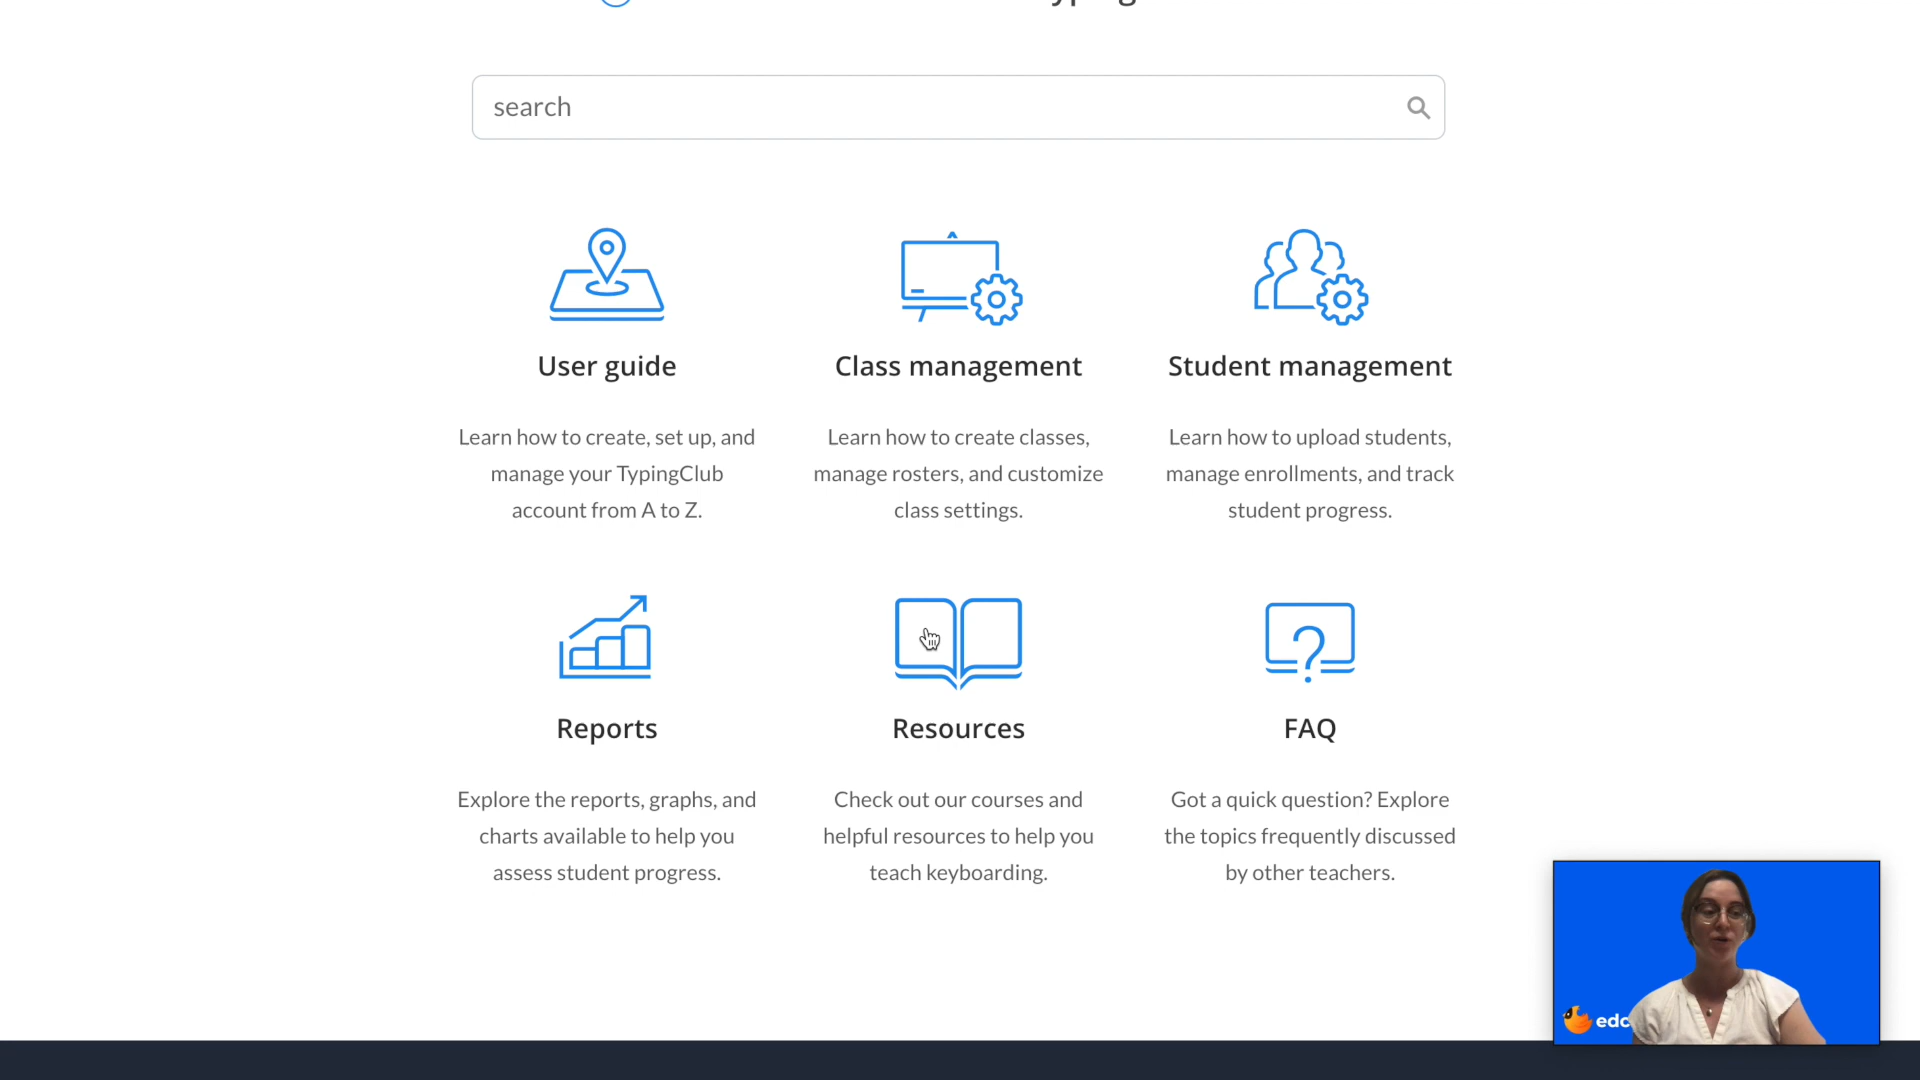 search
User guide
Class management
Student management
Learn how to create, set up, and
manage your TypingClub
account from A to Z.
Learn how to create classes,
manage rosters, and customize
class settings.
Learn how to upload students,
manage enrollments, and track
student progress.
Reports
Resources
FAQ
Explore the reports, graphs, and
charts available to help you
assess student progress.
Check out our courses and
helpful resources to help you
teach keyboarding.
Got a quick question? Explore
the topics frequently discussed
by other teachers.